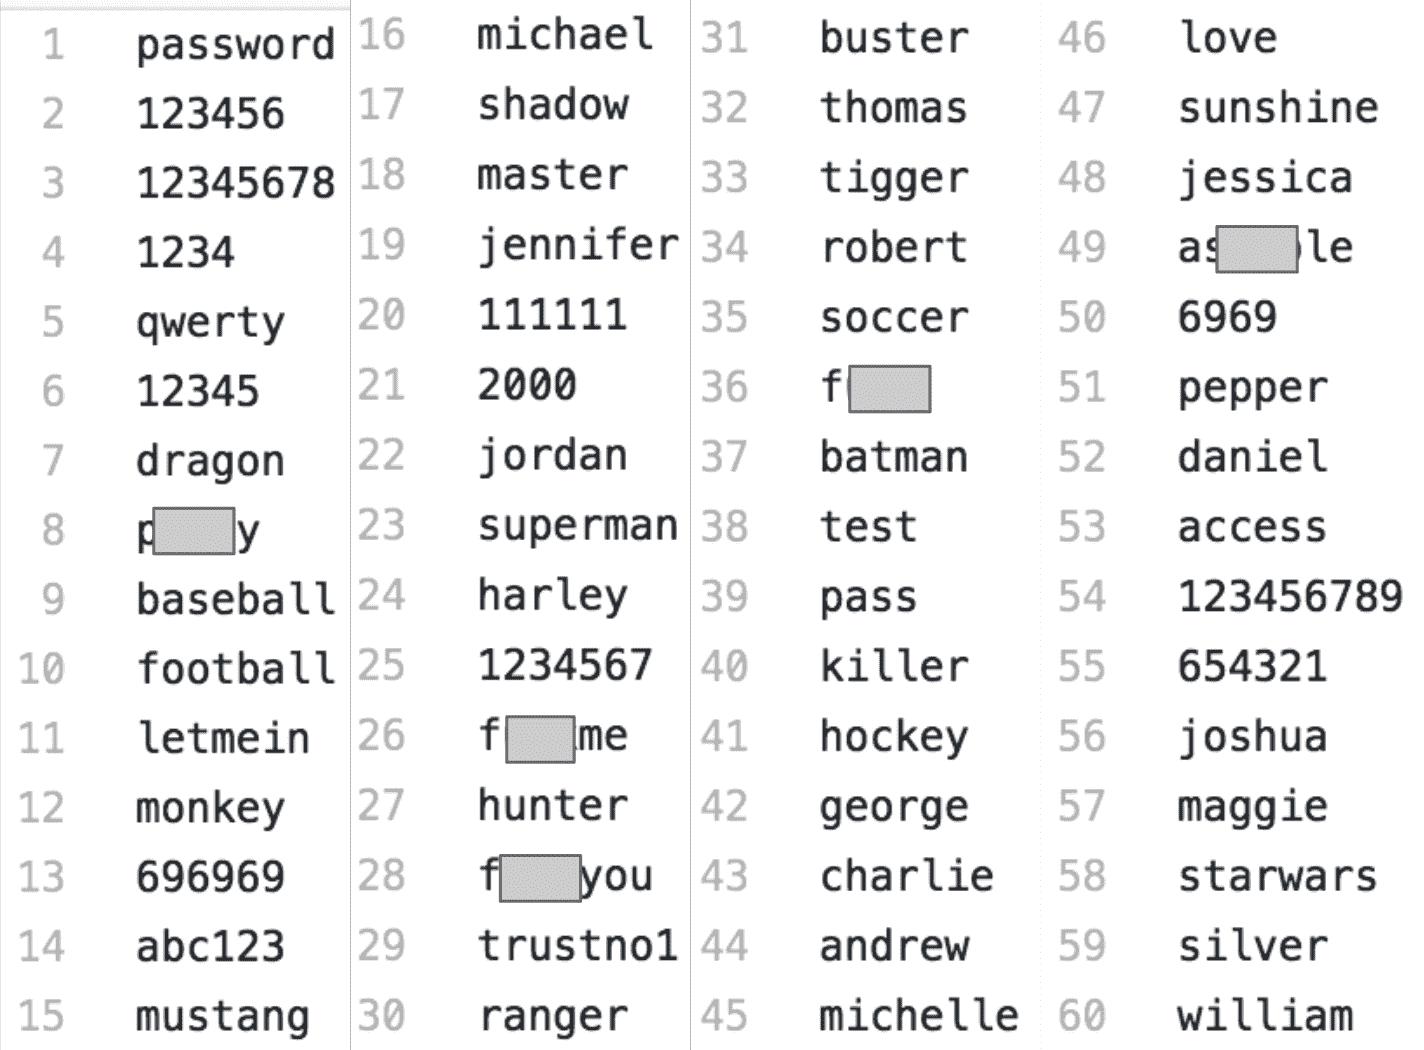 1 password
2 123456
3 12345678
4 1234
5 qwerty
6 12345
7 dragon
8 p y
9 baseball
10 football
11 letmein
12 monkey
13 696969
14 abc123
15 mustang
16 michael
17 shadow
18 master
19 jennifer
20 111111
21 2000
22 jordan
23 superman
24 harley
25 1234567
26 f me
27 hunter
28 f you
29 trustno1
30 ranger
31 buster
32 thomas
33 tigger
34 robert
35 soccer
36 f
37 batman
38 test
39 pass
40 killer
41 hockey
42 george
43 charlie
44 andrew
45 michelle
46 love
47 sunshine
48 jessica
49 as le
50 6969
51 pepper
52 daniel
53 access
54 123456789
55 654321
56 joshua
57 maggie
58 starwars
59 silver
60 william